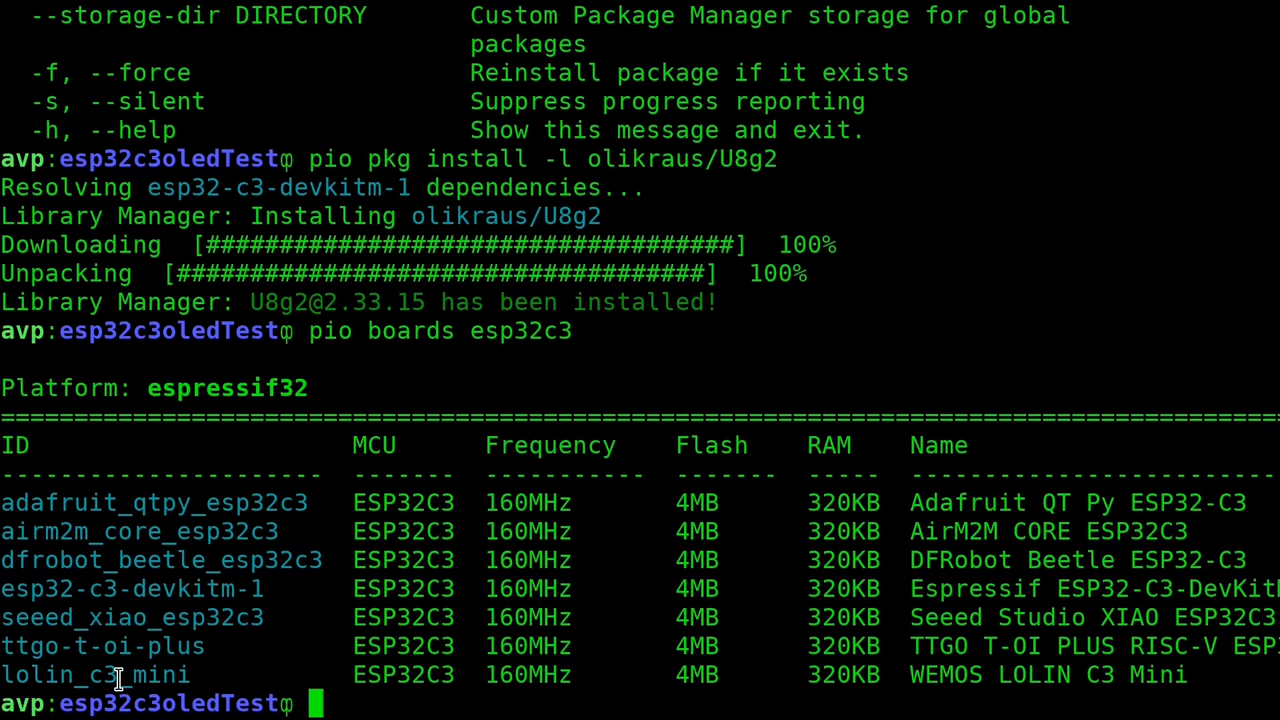 --storage-dir DIRECTORY Custom Package Manager storage for global
packages
-f, --force Reinstall package if it exists
-s, --silent Suppress progress reporting
-h, --help Show this message and exit.
avp:esp32c3oledTest@ pio pkg install -l olikraus/U8g2
Resolving esp32-c3-devkitm-1 dependencies...
Library Manager: Installing olikraus/U8g2
Downloading [####################################] 100%
Unpacking [####################################] 100%
Library Manager: U8g2@2.33.15 has been installed!
avp:esp32c3oledTest@ pio boards esp32c3
Platform: espressif32
========================================================================================
ID MCU Frequency Flash RAM Name
---------------------- ------- ----------- ------- ----- -------------------------
adafruit_qtpy_esp32c3 ESP32C3 160MHz 4MB 320KB Adafruit QT Py ESP32-C3
airm2m_core_esp32c3 ESP32C3 160MHz 4MB 320KB AirM2M CORE ESP32C3
dfrobot_beetle_esp32c3 ESP32C3 160MHz 4MB 320KB DFRobot Beetle ESP32-C3
esp32-c3-devkitm-1 ESP32C3 160MHz 4MB 320KB Espressif ESP32-C3-DevKitM
seeed_xiao_esp32c3 ESP32C3 160MHz 4MB 320KB Seeed Studio XIAO ESP32C3
ttgo-t-oi-plus ESP32C3 160MHz 4MB 320KB TTGO T-OI PLUS RISC-V ESP3
lolin_c3_mini ESP32C3 160MHz 4MB 320KB WEMOS LOLIN C3 Mini
avp:esp32c3oledTest@